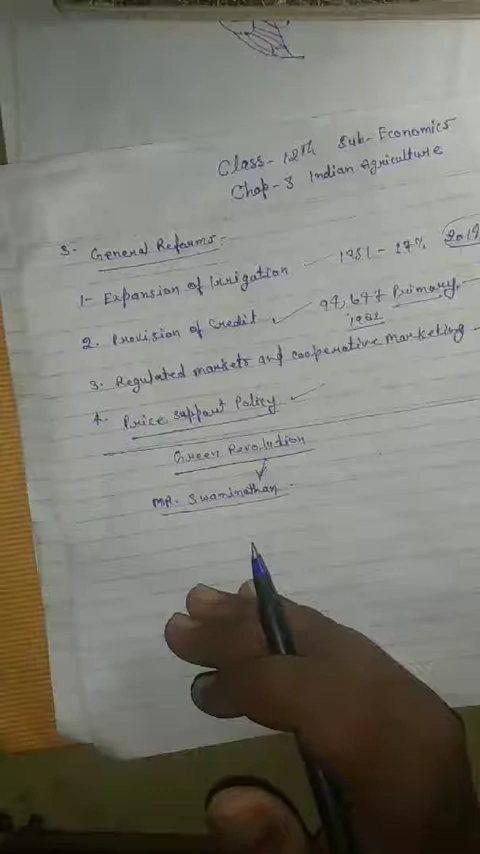 Class- 12th Sub- Economics
Chap- 3 Indian Agriculture
3- General Reforms:-
1- Expansion of Irrigation 1951 - 17% 2019
2. Provision of Credit 94,647 Primary.
1982
3. Regulated markets and cooperative marketing
4. Price support Policy
Green Revolution
MR. Swaminathan